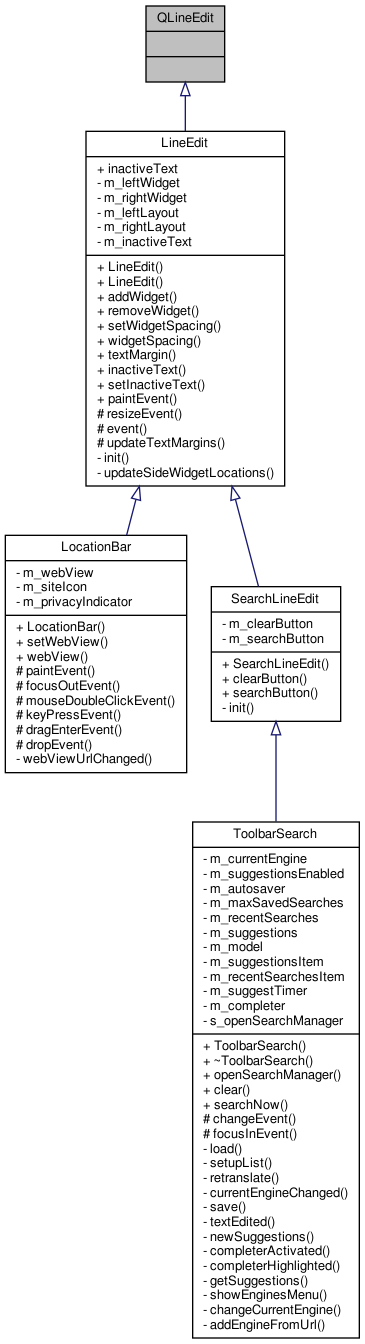 QLineEdit
LineEdit
+ inactiveText
- m_leftWidget
- m_rightWidget
- m_leftLayout
- m_rightLayout
- m_inactiveText
+ LineEdit()
+ LineEdit()
+ addWidget()
+ removeWidget()
+ setWidgetSpacing()
+ widgetSpacing()
+ textMargin()
+ inactiveText()
+ setInactiveText()
+ paintEvent()
# resizeEvent()
# event()
# updateTextMargins()
- init()
- updateSideWidgetLocations()
LocationBar
- m_webView
- m_siteIcon
- m_privacyIndicator
+ LocationBar()
+ setWebView()
+ webView()
# paintEvent()
# focusOutEvent()
# mouseDoubleClickEvent()
# keyPressEvent()
# dragEnterEvent()
# dropEvent()
- webViewUrlChanged()
SearchLineEdit
- m_clearButton
- m_searchButton
+ SearchLineEdit()
+ clearButton()
+ searchButton()
- init()
ToolbarSearch
- m_currentEngine
- m_suggestionsEnabled
- m_autosaver
- m_maxSavedSearches
- m_recentSearches
- m_suggestions
- m_model
- m_suggestionsItem
- m_recentSearchesItem
- m_suggestTimer
- m_completer
- s_openSearchManager
+ ToolbarSearch()
+ ~ToolbarSearch()
+ openSearchManager()
+ clear()
+ searchNow()
# changeEvent()
# focusInEvent()
- load()
- setupList()
- retranslate()
- currentEngineChanged()
- save()
- textEdited()
- newSuggestions()
- completerActivated()
- completerHighlighted()
- getSuggestions()
- showEnginesMenu()
- changeCurrentEngine()
- addEngineFromUrl()